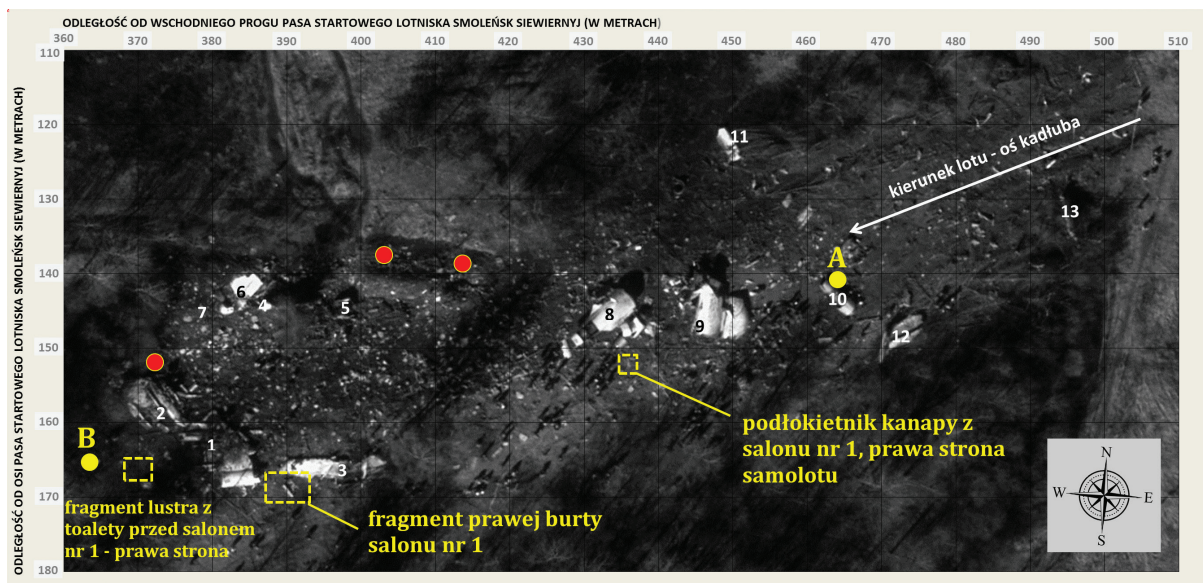 ODLEGŁOŚĆ OD WSCHODNIEGO PROGU PASA STARTOWEGO LOTNISKA SMOLEŃSK SIEWIERNYJ (W METRACH)
360 370 380 390 400 410 420 430 440 450 460 470 480 490 500 510
ODLEGŁOŚĆ OD OSI PASA STARTOWEGO LOTNISKA SMOLEŃSK SIEWIERNYJ (W METRACH)
110
120
130
140
150
160
170
180
11
kierunek lotu - oś kadłuba
13
A
6
7
4
5
10
8
9
12
2
1
3
B
podłokietnik kanapy z
salonu nr 1, prawa strona
samolotu
fragment lustra z
toalety przed salonem
nr 1 - prawa strona
fragment prawej burty
salonu nr 1
N
W
E
S